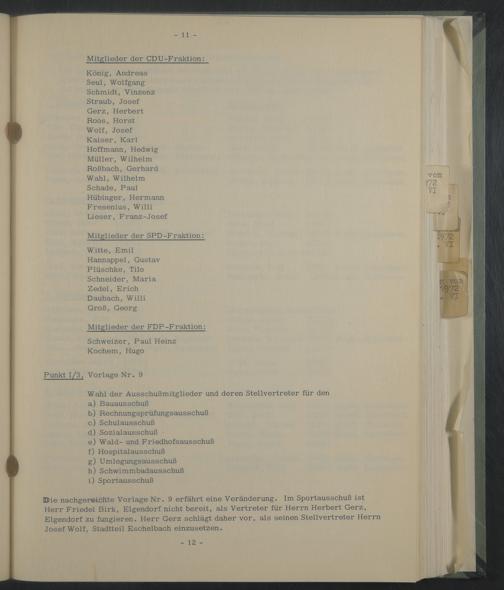 - 11 -
Mitglieder der CDU-Fraktion:
König, Andreas
Seul, Wolfgang
Schmidt, Vinzenz
Straub, Josef
Gerz, Herbert
Roos, Horst
Wolf, Josef
Kaiser, Karl
Hoffmann, Hedwig
Müller, Wilhelm
Roßbach, Gerhard
Wahl, Wilhelm
Schade, Paul
Hübinger, Hermann
Fresenius, Willi
Lieser, Franz-Josef
Mitglieder der SPD-Fraktion:
Witte, Emil
Hannappel, Gustav
Plüschke, Tilo
Schneider, Maria
Zedel, Erich
Daubach, Willi
Groß, Georg
Mitglieder der FDP-Fraktion:
Schweizer, Paul Heinz
Kochem, Hugo
Punkt I/3, Vorlage Nr. 9
Wahl der Ausschußmitglieder und deren Stellvertreter für den
a) Bauausschuß
b) Rechnungsprüfungsausschuß
c) Schulausschuß
d) Sozialausschuß
e) Wald- und Friedhofsausschuß
f) Hospitalausschuß
g) Umlegungsausschuß
h) Schwimmbadausschuß
i) Sportausschuß
Die nachgereichte Vorlage Nr. 9 erfährt eine Veränderung. Im Sportausschuß ist
Herr Friedel Birk, Elgendorf nicht bereit, als Vertreter für Herrn Herbert Gerz,
Elgendorf zu fungieren. Herr Gerz schlägt daher vor, als seinen Stellvertreter Herrn
Josef Wolf, Stadtteil Eschelbach einzusetzen.
- 12 -
vom
VI
VI
1972
VI